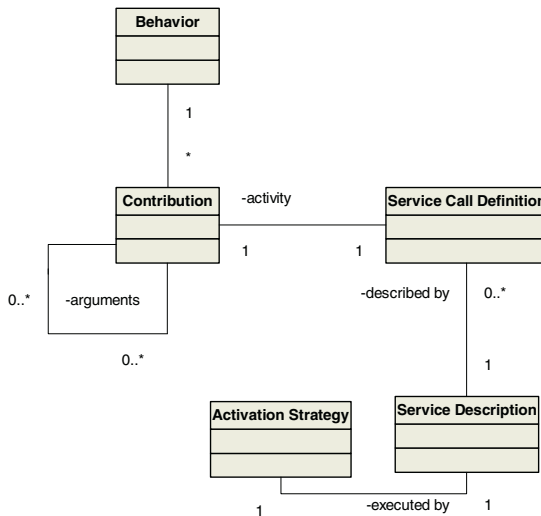 Behavior
1
*
Contribution
-activity
Service Call Definition
1
1
0..*
-arguments
0..*
-described by
0..*
1
Activation Strategy
Service Description
1
-executed by
1